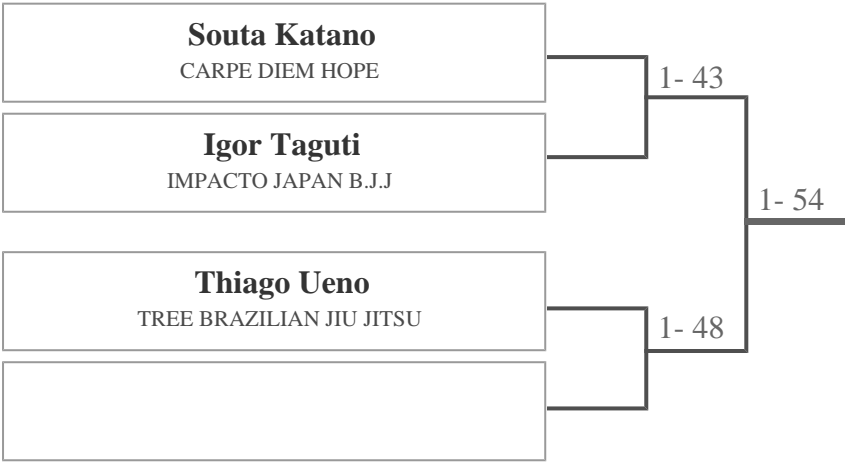 Souta Katano
CARPE DIEM HOPE
1- 43
Igor Taguti
IMPACTO JAPAN B.J.J
1- 54
Thiago Ueno
TREE BRAZILIAN JIU JITSU
1- 48